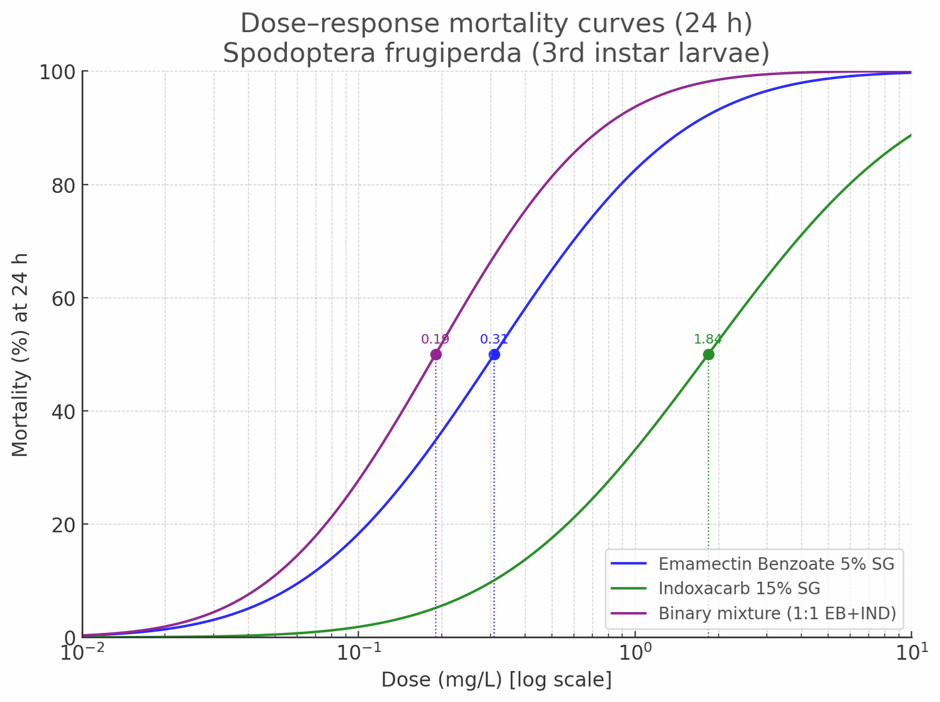 Dose–response mortality curves (24 h)
Spodoptera frugiperda (3rd instar larvae)
Mortality (%) at 24 h
100
80
60
40
20
0
0.19
0.31
1.84
Emamectin Benzoate 5% SG
Indoxacarb 15% SG
Binary mixture (1:1 EB+IND)
10⁻²
10⁻¹
10⁰
10¹
Dose (mg/L) [log scale]